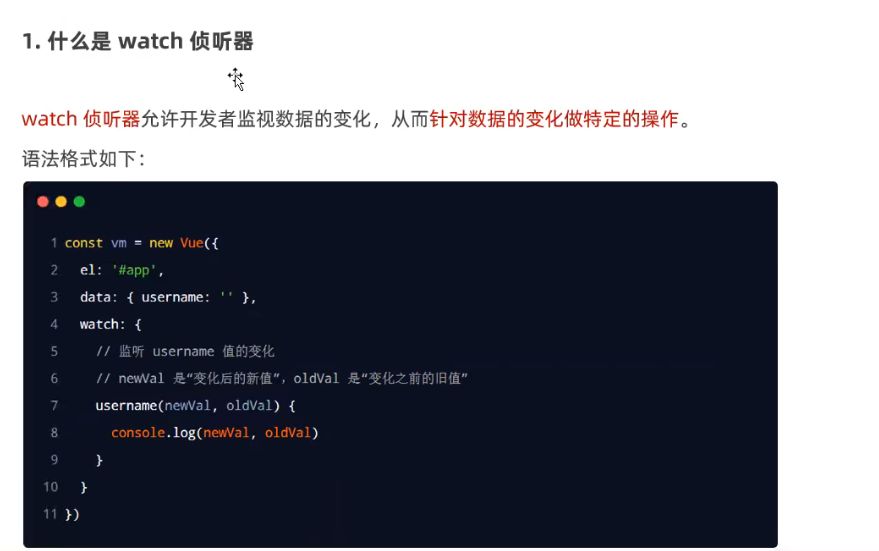 1. 什么是 watch 侦听器
watch 侦听器允许开发者监视数据的变化，从而针对数据的变化做特定的操作。
语法格式如下：
1 const vm = new Vue({
2   el: '#app',
3   data: { username: '' },
4   watch: {
5     // 监听 username 值的变化
6     // newVal 是“变化后的新值”，oldVal 是“变化之前的旧值”
7     username(newVal, oldVal) {
8       console.log(newVal, oldVal)
9     }
10   }
11 })